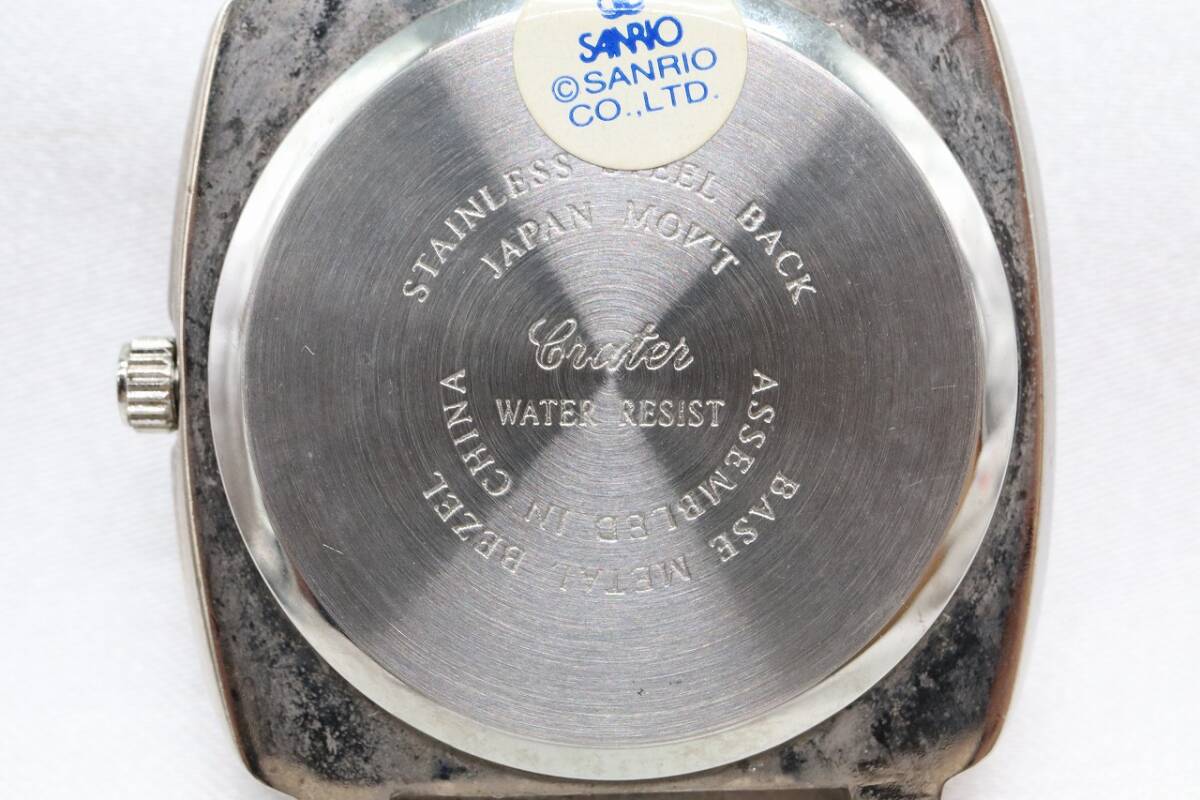 SANRIO
©SANRIO
CO.,LTD.
STAINLESS STEEL BACK
JAPAN MOV'T
Crater
WATER RESIST
ASSEMBLED IN CHINA
BASE METAL BEZEL